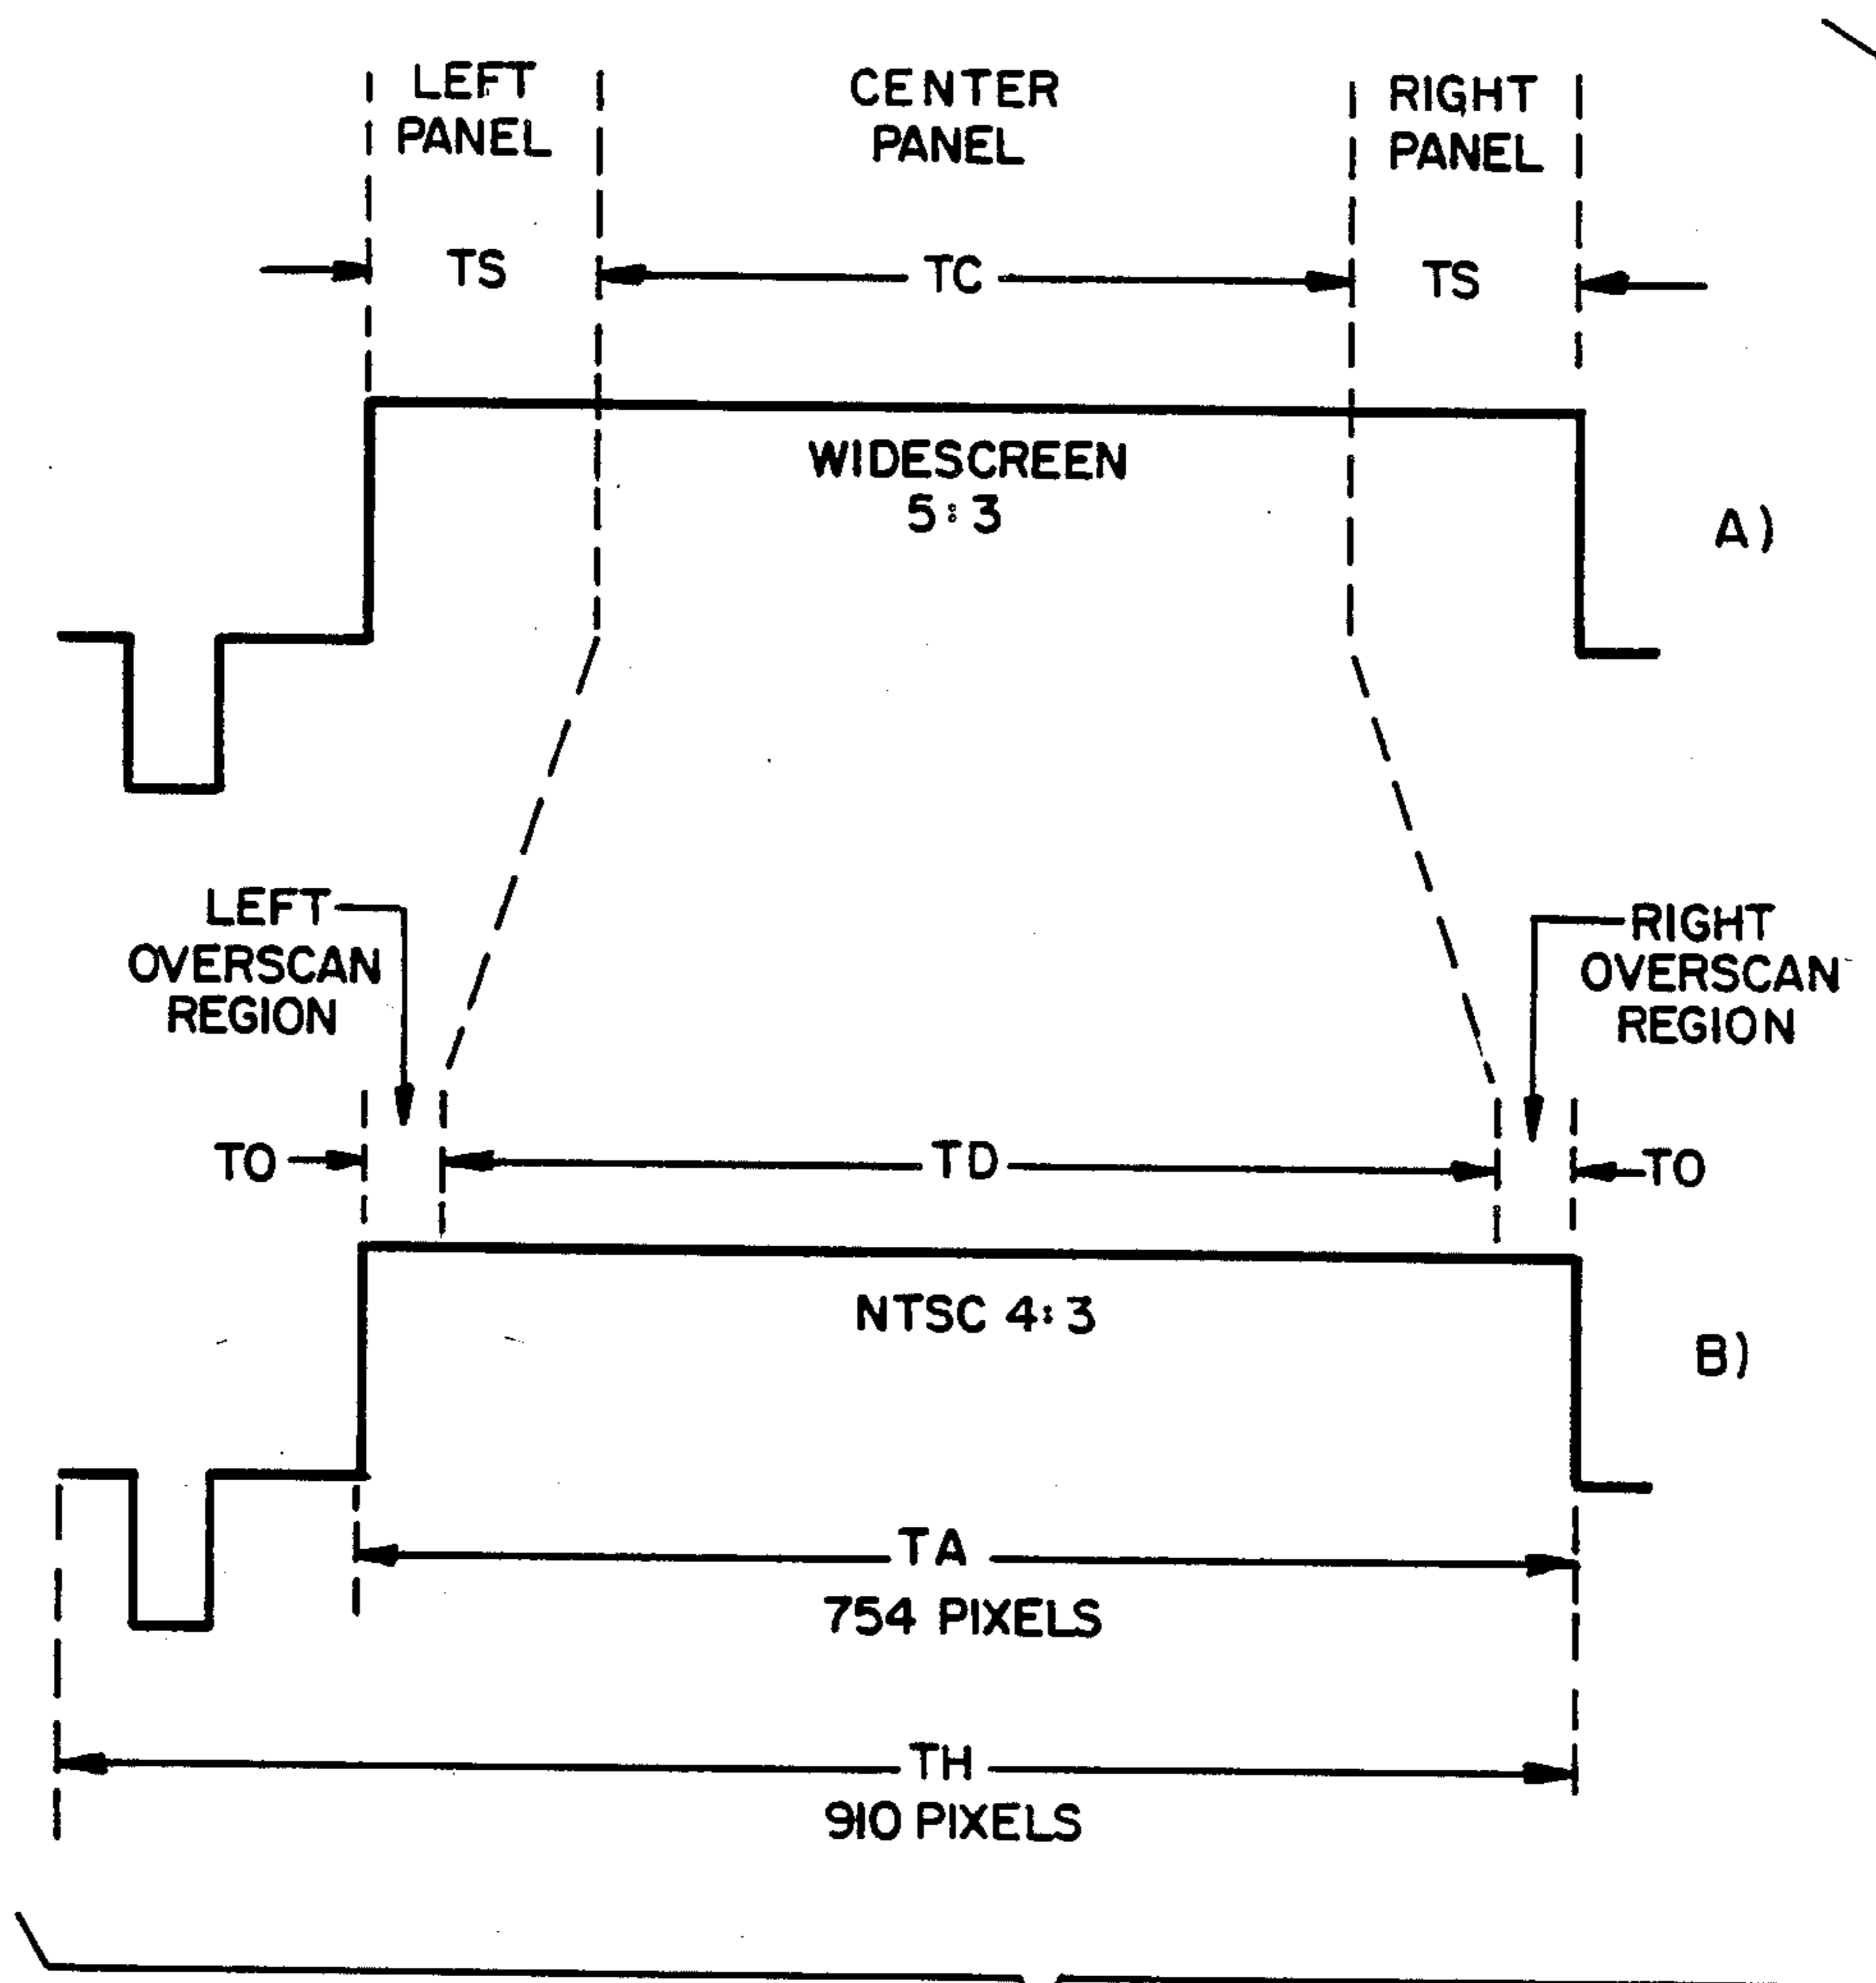 LEFT
PANEL
CENTER
PANEL
RIGHT
PANEL
TS
TC
TS
WIDESCREEN
5:3
A)
LEFT
OVERSCAN
REGION
RIGHT
OVERSCAN
REGION
TO
TD
TO
NTSC 4:3
B)
TA
754 PIXELS
TH
910 PIXELS